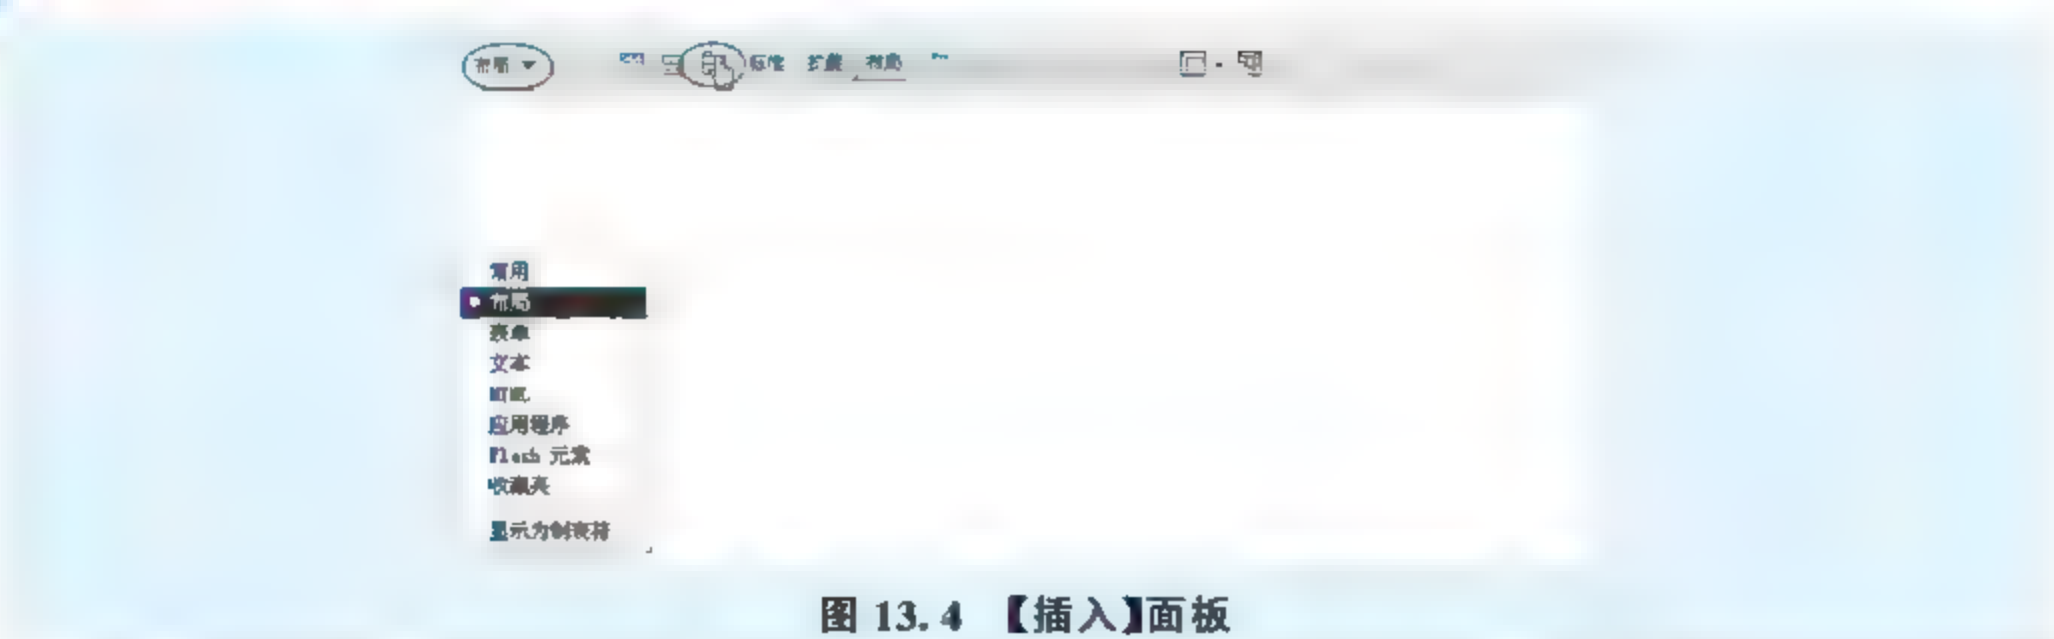 布局 标准 扩展 布局
常用
布局
表单
文本
HTML
应用程序
Flash 元素
收藏夹
显示为制表符
图 13.4 【插入】面板